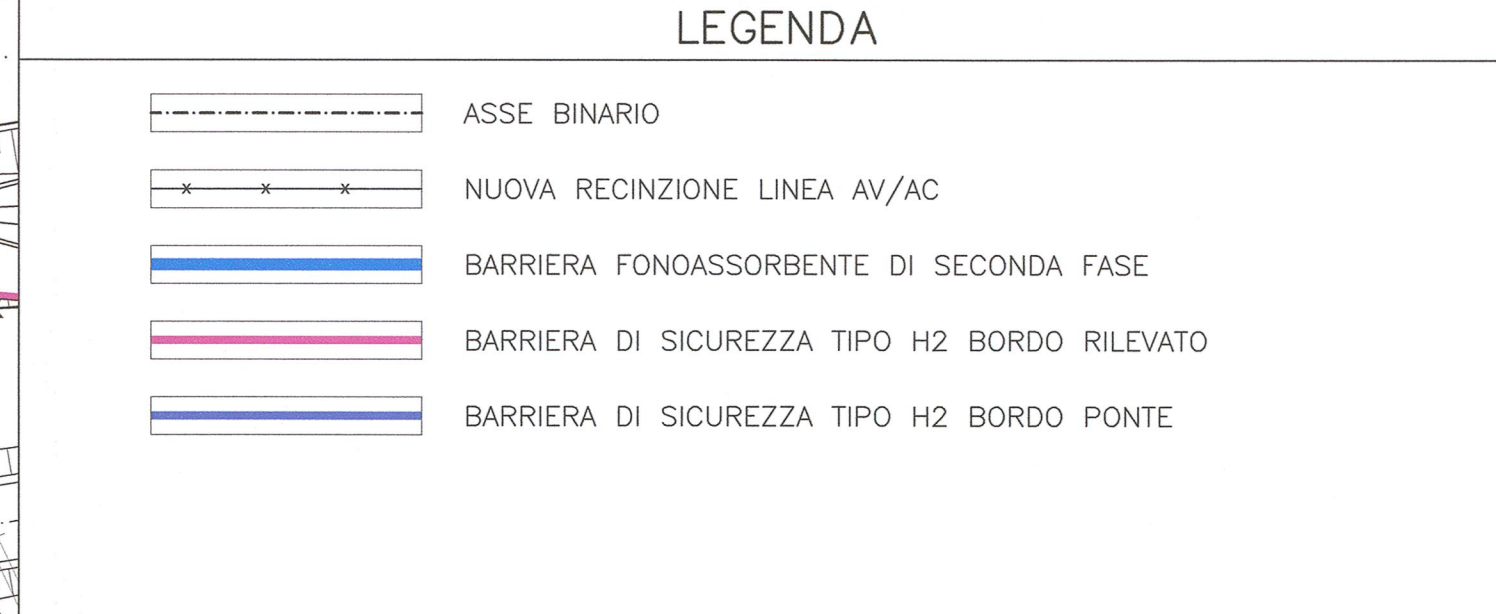 LEGENDA
ASSE BINARIO
NUOVA RECINZIONE LINEA AV/AC
BARRIERA FONOASSORBENTE DI SECONDA FASE
BARRIERA DI SICUREZZA TIPO H2 BORDO RILEVATO
BARRIERA DI SICUREZZA TIPO H2 BORDO PONTE